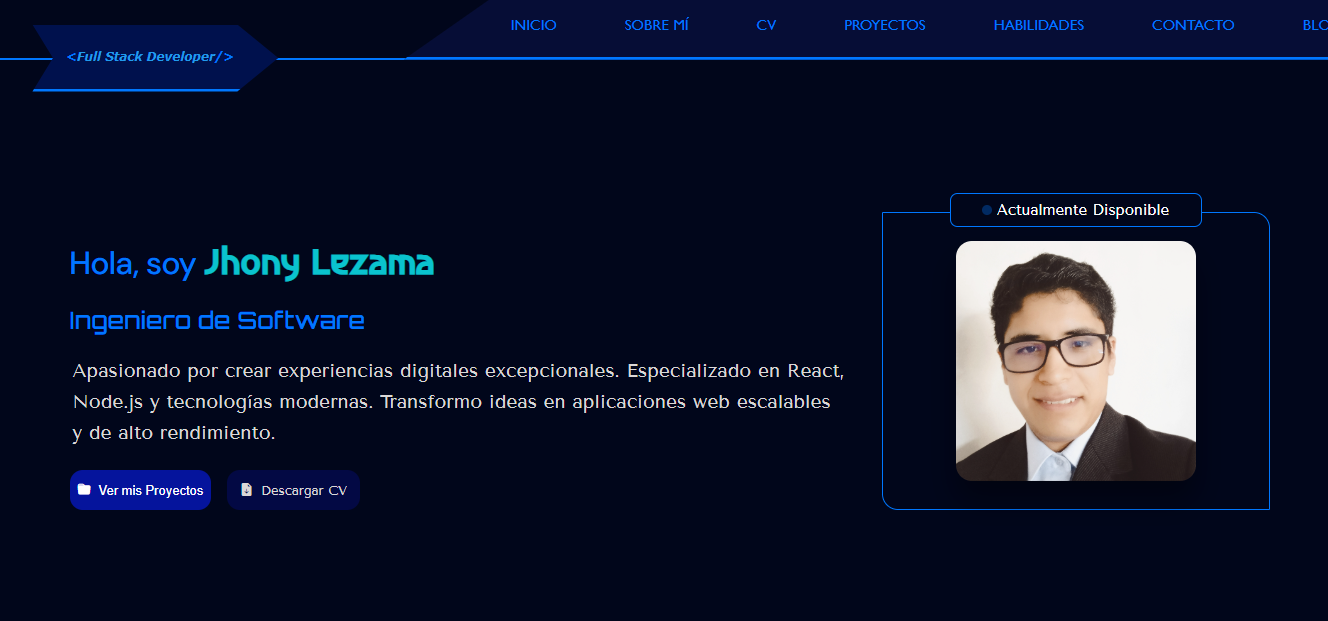 INICIO SOBRE MÍ CV PROYECTOS HABILIDADES CONTACTO BLO
<Full Stack Developer/>
Actualmente Disponible
Hola, soy Jhony Lezama
Ingeniero de Software
Apasionado por crear experiencias digitales excepcionales. Especializado en React,
Node.js y tecnologías modernas. Transformo ideas en aplicaciones web escalables
y de alto rendimiento.
Ver mis Proyectos Descargar CV